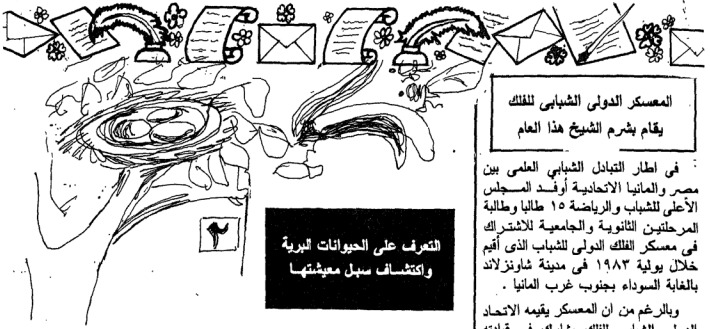 المعسكر الدولى الشبابى للفلك
يقام بشرم الشيخ هذا العام
فى اطار التبادل الشبابى العلمى بين
مصر والمانيا الاتحادية أوفد المجلس
الأعلى للشباب والرياضة ١٥ طالبا وطالبة
المرحلتين الثانوية والجامعية للاشتراك
فى معسكر الفلك الدولى للشباب الذى أقيم
خلال يولية ١٩٨٣ فى مدينة شاونزلاند
بالغابة السوداء بجنوب غرب المانيا .
وبالرغم من ان المعسكر يقيمه الاتحاد
التعرف على الحيوانات البرية
واكتشاف سبل معيشتها
٢